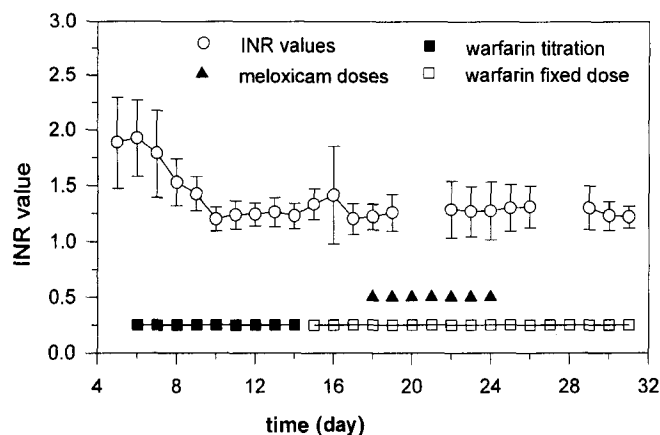 3.0
2.5
2.0
1.5
1.0
0.5
0.0
INR value
INR values
warfarin titration
meloxicam doses
warfarin fixed dose
4 8 12 16 20 24 28 32
time (day)